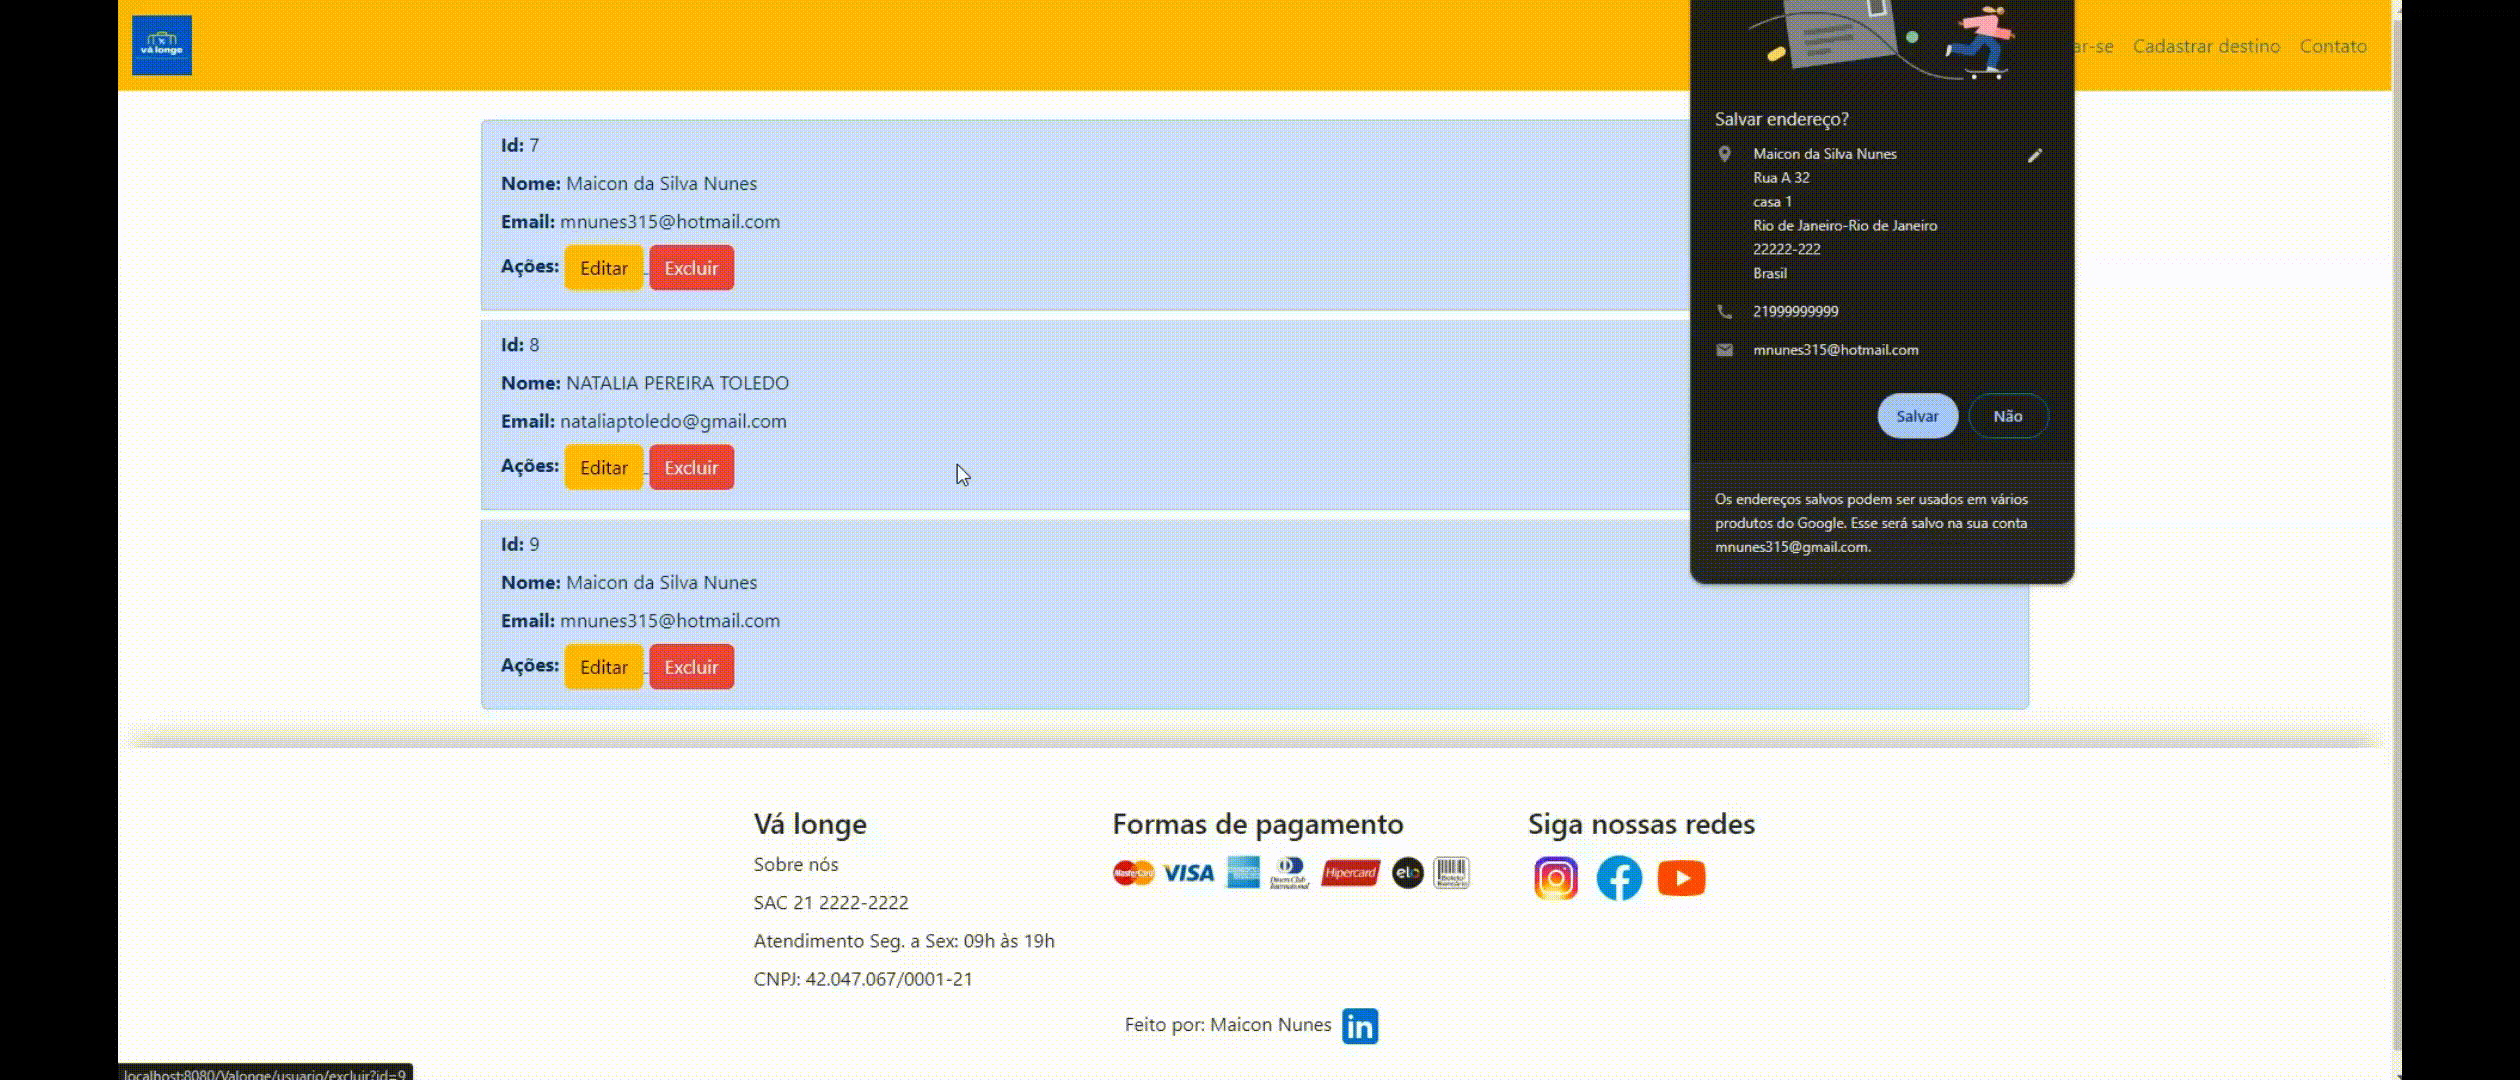 vá longe
ar-se Cadastrar destino Contato
Id: 7
Nome: Maicon da Silva Nunes
Email: mnunes315@hotmail.com
Ações: Editar Excluir
Id: 8
Nome: NATALIA PEREIRA TOLEDO
Email: nataliaptoledo@gmail.com
Ações: Editar Excluir
Id: 9
Nome: Maicon da Silva Nunes
Email: mnunes315@hotmail.com
Ações: Editar Excluir
Salvar endereço?
Maicon da Silva Nunes
Rua A 32
casa 1
Rio de Janeiro-Rio de Janeiro
22222-222
Brasil
21999999999
mnunes315@hotmail.com
Salvar Não
Os endereços salvos podem ser usados em vários
produtos do Google. Esse será salvo na sua conta
mnunes315@gmail.com.
Vá longe
Sobre nós
SAC 21 2222-2222
Atendimento Seg. a Sex: 09h às 19h
CNPJ: 42.047.067/0001-21
Formas de pagamento
MasterCard VISA Diners Club International Hipercard elo Boleto Bancário
Siga nossas redes
Feito por: Maicon Nunes in
localhost:8080/Valonge/usuario/excluir?id=9